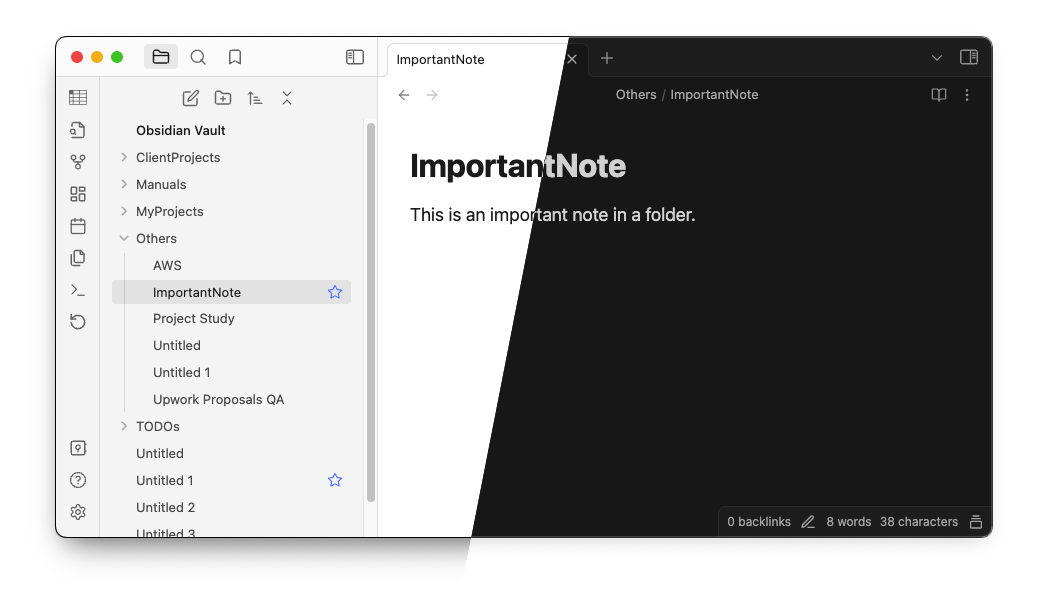 ImportantNote
Others / ImportantNote
Obsidian Vault
ClientProjects
Manuals
MyProjects
Others
AWS
ImportantNote
Project Study
Untitled
Untitled 1
Upwork Proposals QA
TODOs
Untitled
Untitled 1
Untitled 2
Untitled 3
ImportantNote
This is an important note in a folder.
0 backlinks 8 words 38 characters